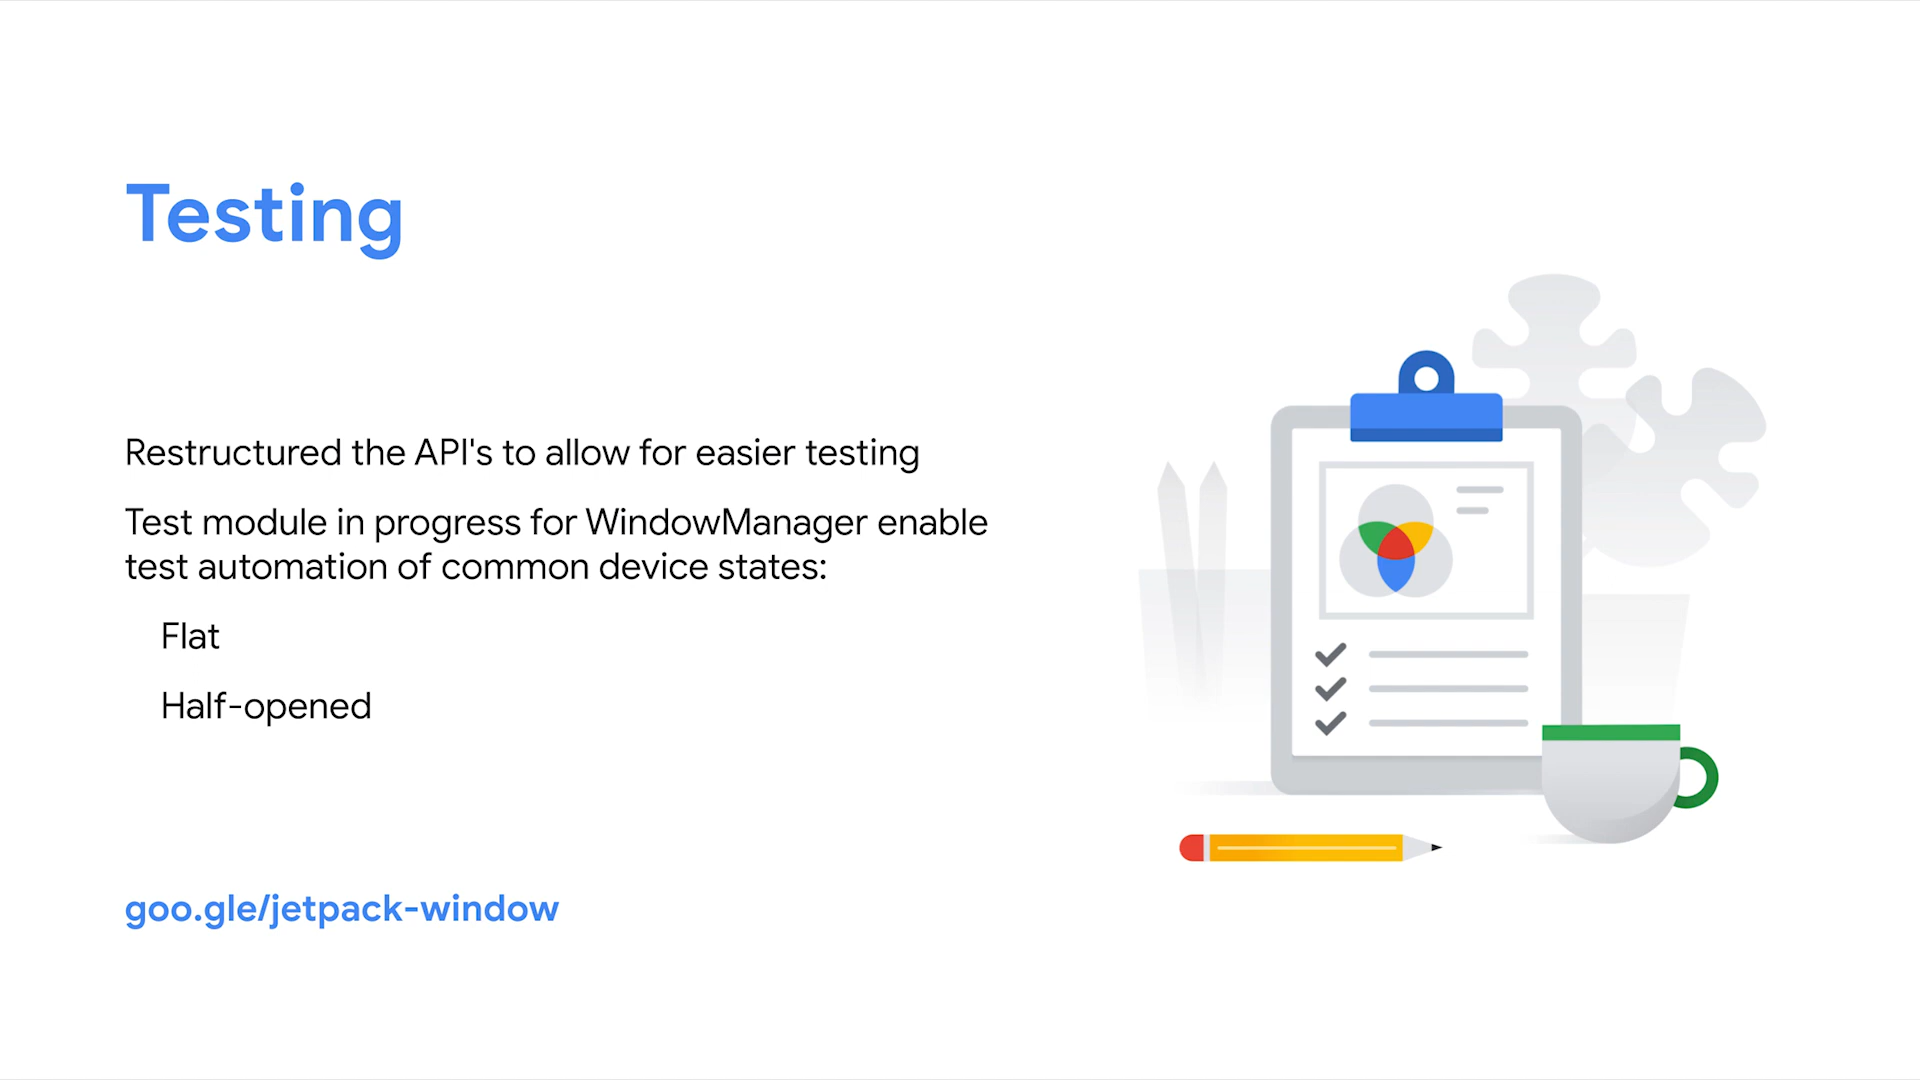 Testing
Restructured the API's to allow for easier testing
Test module in progress for WindowManager enable
test automation of common device states:
Flat
Half-opened
goo.gle/jetpack-window